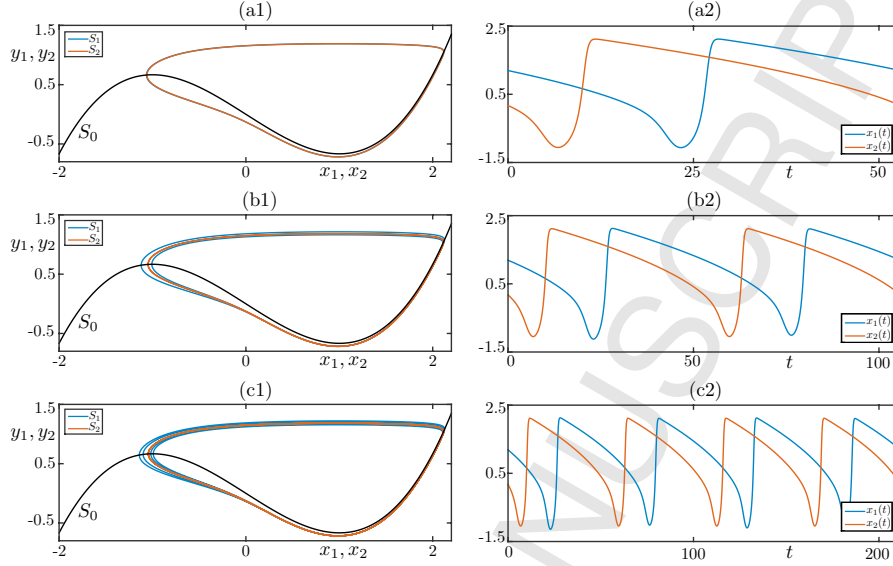 (a1)
y₁, y₂
1.5
0.5
-0.5
S₁
S₂
S₀
-2
0
x₁, x₂
2
(a2)
2.5
0.5
-1.5
x₁(t)
x₂(t)
0
25
t
50
(b1)
y₁, y₂
1.5
0.5
-0.5
S₁
S₂
S₀
-2
0
x₁, x₂
2
(b2)
2.5
0.5
-1.5
x₁(t)
x₂(t)
0
50
t
100
(c1)
y₁, y₂
1.5
0.5
-0.5
S₁
S₂
S₀
-2
0
x₁, x₂
2
(c2)
2.5
0.5
-1.5
x₁(t)
x₂(t)
0
100
t
200
NUSCRIP